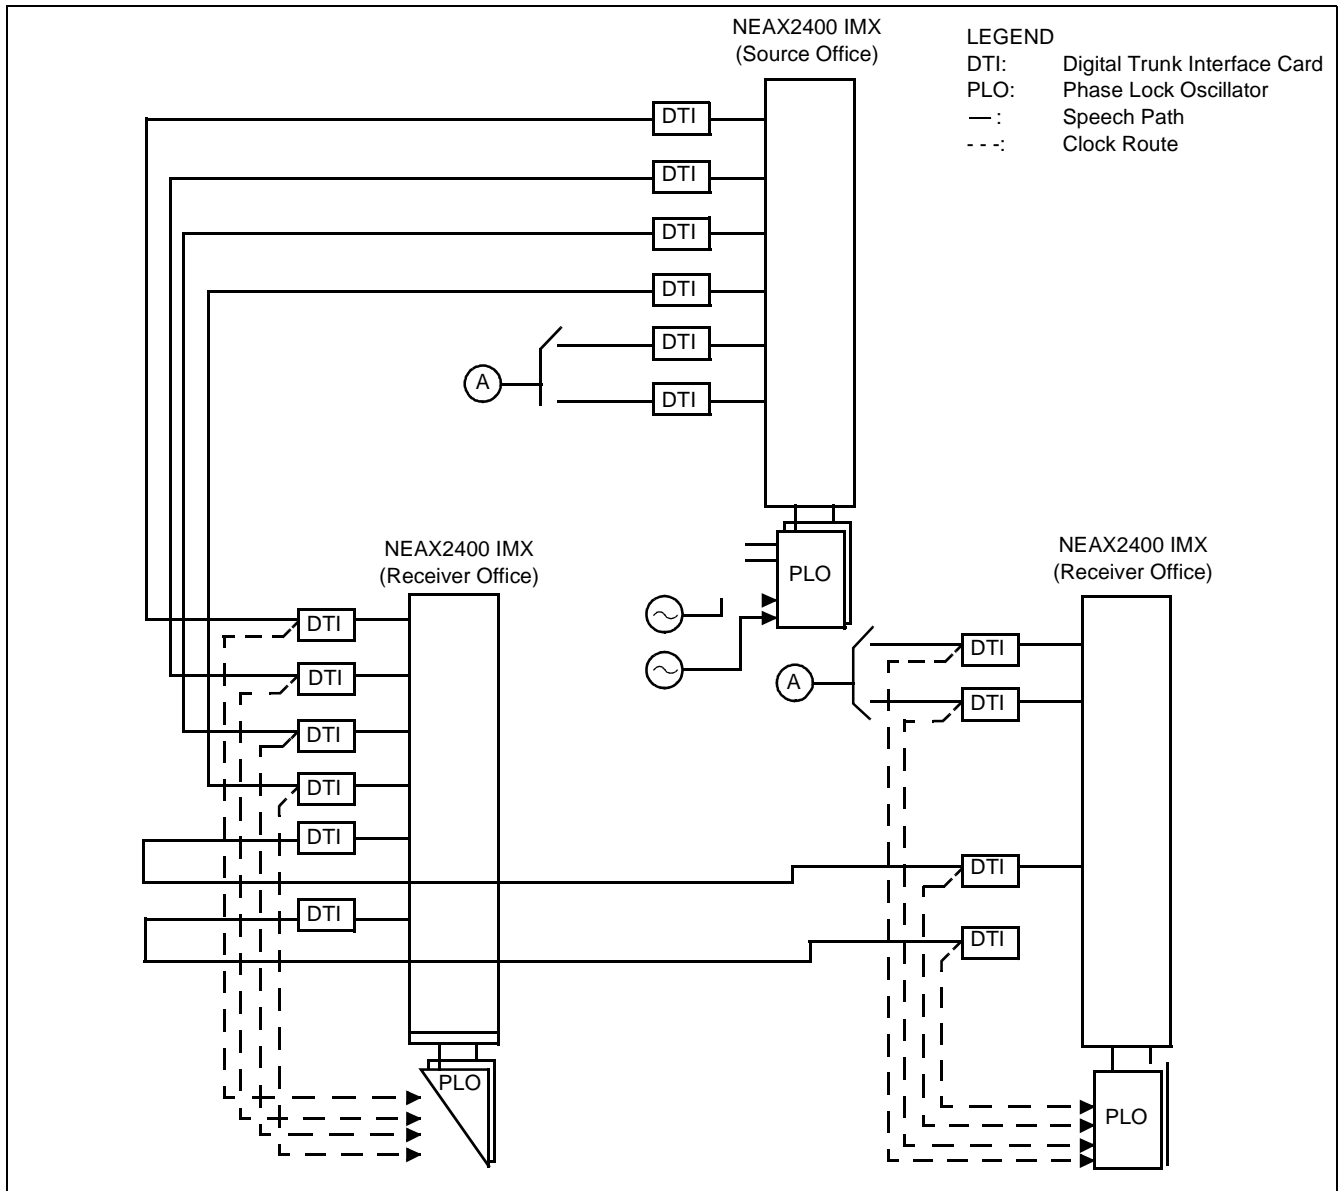 NEAX2400 IMX
(Source Office)
LEGEND
DTI: Digital Trunk Interface Card
PLO: Phase Lock Oscillator
— : Speech Path
- - -: Clock Route
DTI
DTI
DTI
DTI
DTI
A
DTI
PLO
NEAX2400 IMX
(Receiver Office)
DTI
DTI
DTI
DTI
DTI
DTI
PLO
NEAX2400 IMX
(Receiver Office)
A
DTI
DTI
DTI
DTI
PLO